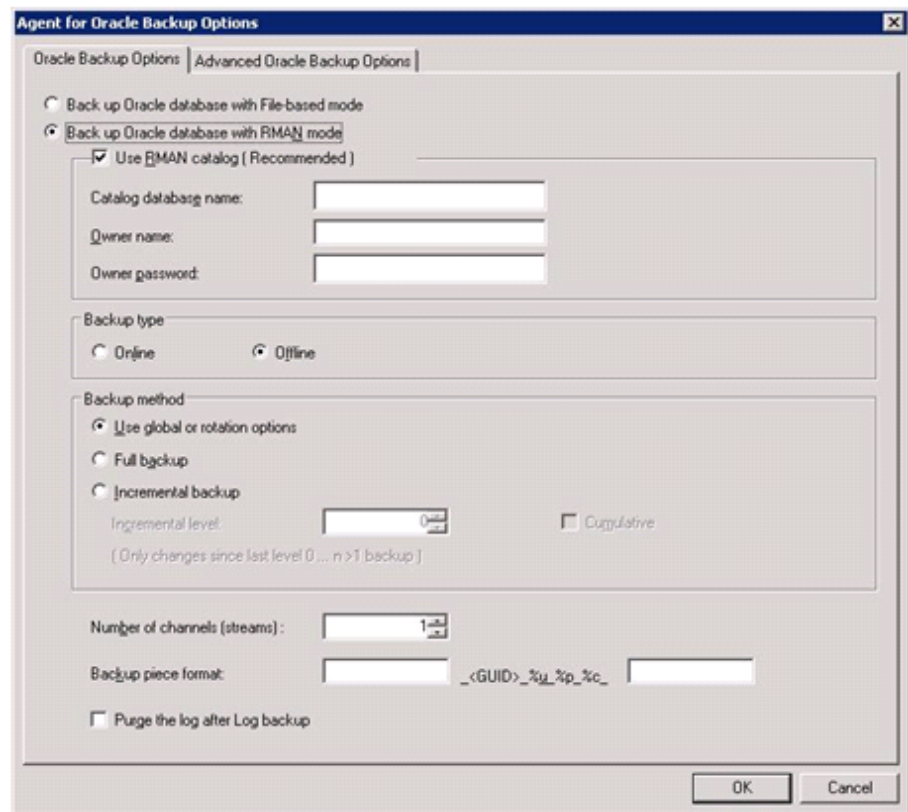 Agent for Oracle Backup Options
Oracle Backup Options Advanced Oracle Backup Options
Back up Oracle database with File-based mode
Back up Oracle database with RMAN mode
Use RMAN catalog ( Recommended )
Catalog database name:
Owner name:
Owner password:
Backup type
Online Offline
Backup method
Use global or rotation options
Full backup
Incremental backup
Incremental level: 0 Cumulative
( Only changes since last level 0 ... n >1 backup )
Number of channels (streams) : 1
Backup piece format: _<GUID>_%u_%p_%c_
Purge the log after Log backup
OK Cancel